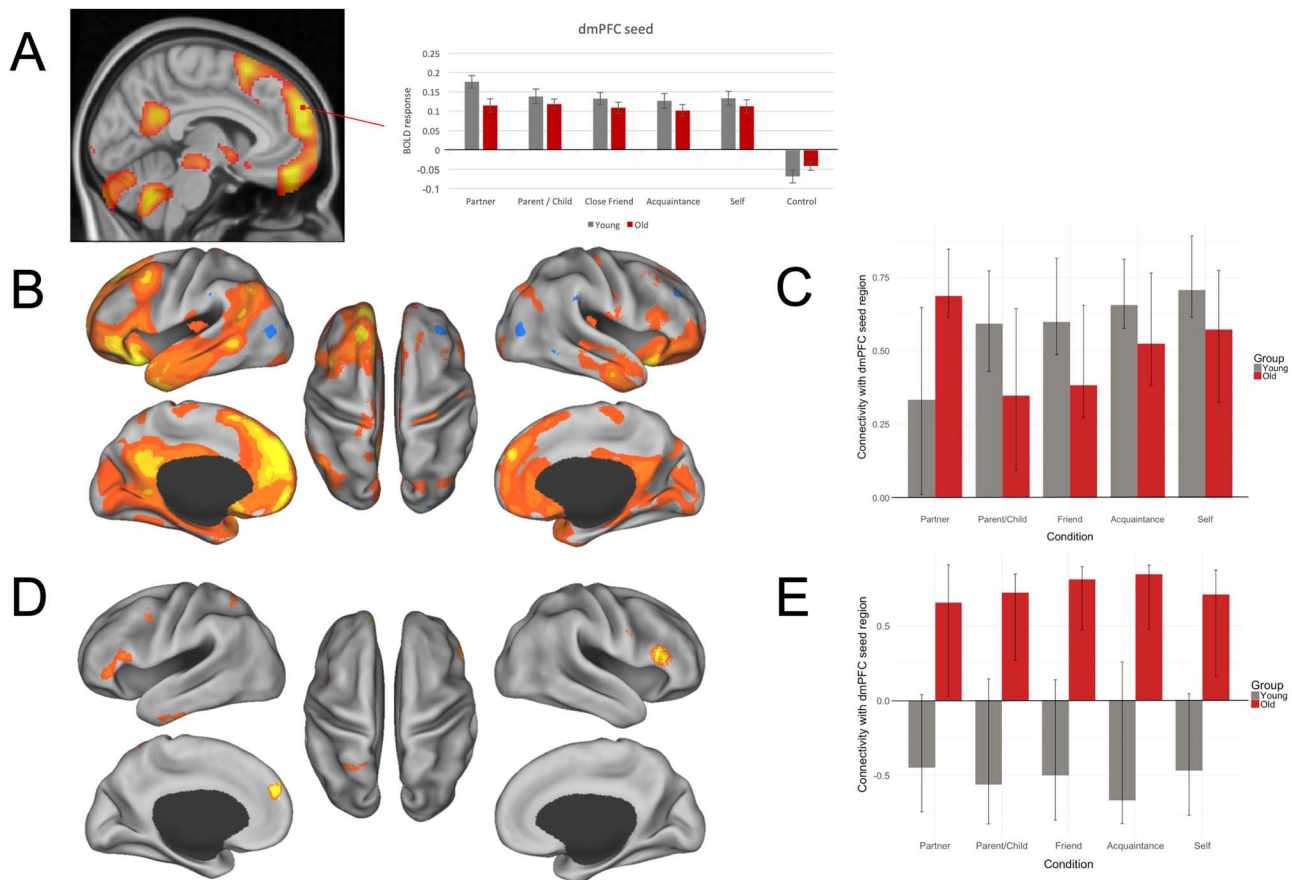 A
dmPFC seed
BOLD response
0.25
0.2
0.15
0.1
0.05
0
-0.05
-0.1
Partner Parent / Child Close Friend Acquaintance Self Control
Young Old
B
C
Connectivity with dmPFC seed region
0.75
0.50
0.25
0.00
Partner Parent/Child Friend Acquaintance Self
Condition
Group
Young
Old
D
E
Connectivity with dmPFC seed region
0.5
0.0
-0.5
Partner Parent/Child Friend Acquaintance Self
Condition
Group
Young
Old